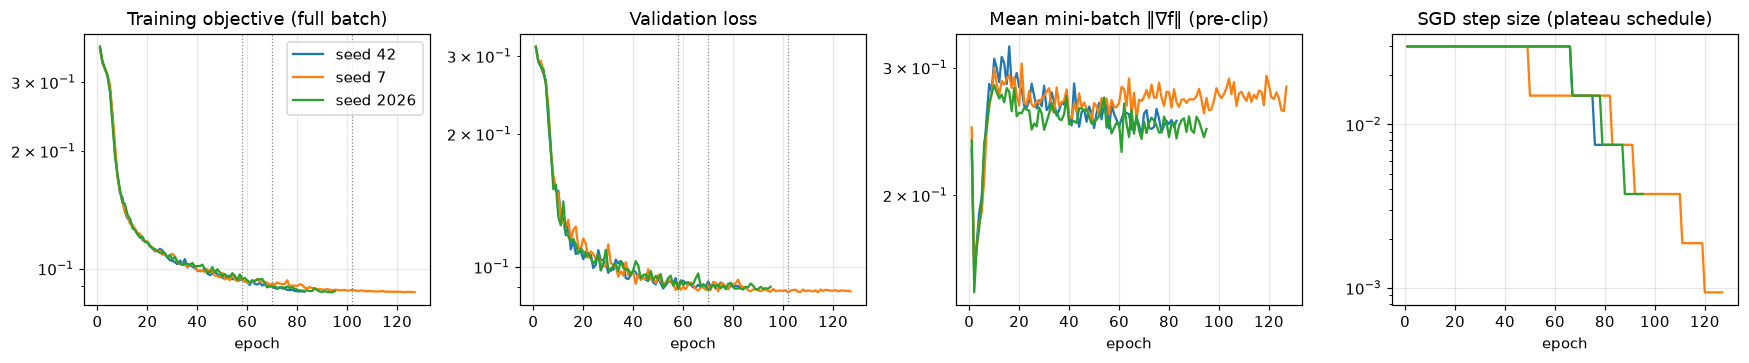 Training objective (full batch)
3 × 10⁻¹
2 × 10⁻¹
10⁻¹
0 20 40 60 80 100 120
epoch
seed 42
seed 7
seed 2026
Validation loss
3 × 10⁻¹
2 × 10⁻¹
10⁻¹
0 20 40 60 80 100 120
epoch
Mean mini-batch ‖∇f‖ (pre-clip)
3 × 10⁻¹
2 × 10⁻¹
0 20 40 60 80 100 120
epoch
SGD step size (plateau schedule)
10⁻²
10⁻³
0 20 40 60 80 100 120
epoch